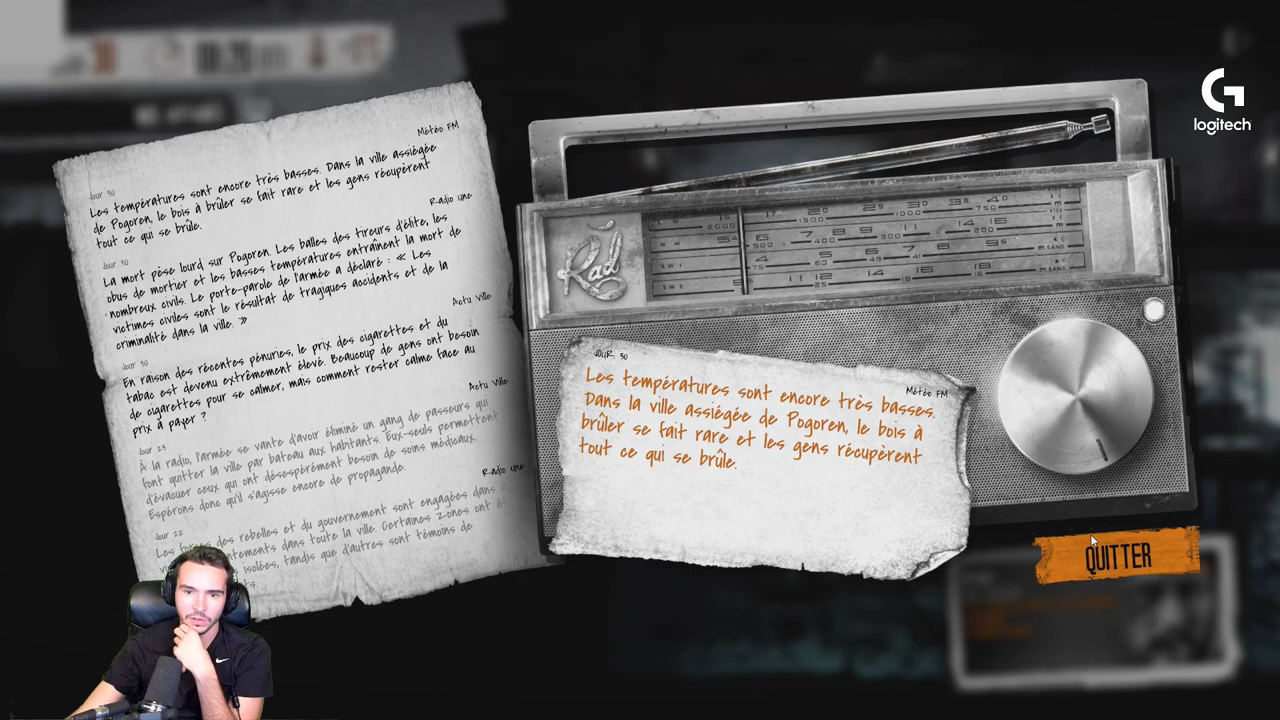 Météo FM
Jour 30
Les températures sont encore très basses. Dans la ville assiégée
de Pogoren, le bois à brûler se fait rare et les gens récupèrent
tout ce qui se brûle.
Radio une
Jour 30
La mort pèse lourd sur Pogoren. Les balles des tireurs d'élite, les
obus de mortier et les basses températures entraînent la mort de
nombreux civils. Le porte-parole de l'armée a déclaré : « Les
victimes civiles sont le résultat de tragiques accidents et de la
criminalité dans la ville. »
Actu Ville
Jour 30
En raison des récentes pénuries, le prix des cigarettes et du
tabac est devenu extrêmement élevé. Beaucoup de gens ont besoin
de cigarettes pour se calmer, mais comment rester calme face au
prix à payer ?
Actu Ville
Jour 23
À la radio, l'armée se vante d'avoir éliminé un gang de passeurs qui
font quitter la ville par bateau aux habitants. Eux-seuls permettent
d'évacuer ceux qui ont désespérément besoin de soins médicaux.
Espérons donc qu'il s'agisse encore de propagande.
Radio une
Jour 22
Les forces des rebelles et du gouvernement sont engagées dans
dans toute la ville. Certaines zones ont
isolées, tandis que d'autres sont témoins de
Rad
JOUR 30
Météo FM
Les températures sont encore très basses.
Dans la ville assiégée de Pogoren, le bois à
brûler se fait rare et les gens récupèrent
tout ce qui se brûle.
QUITTER
logitech